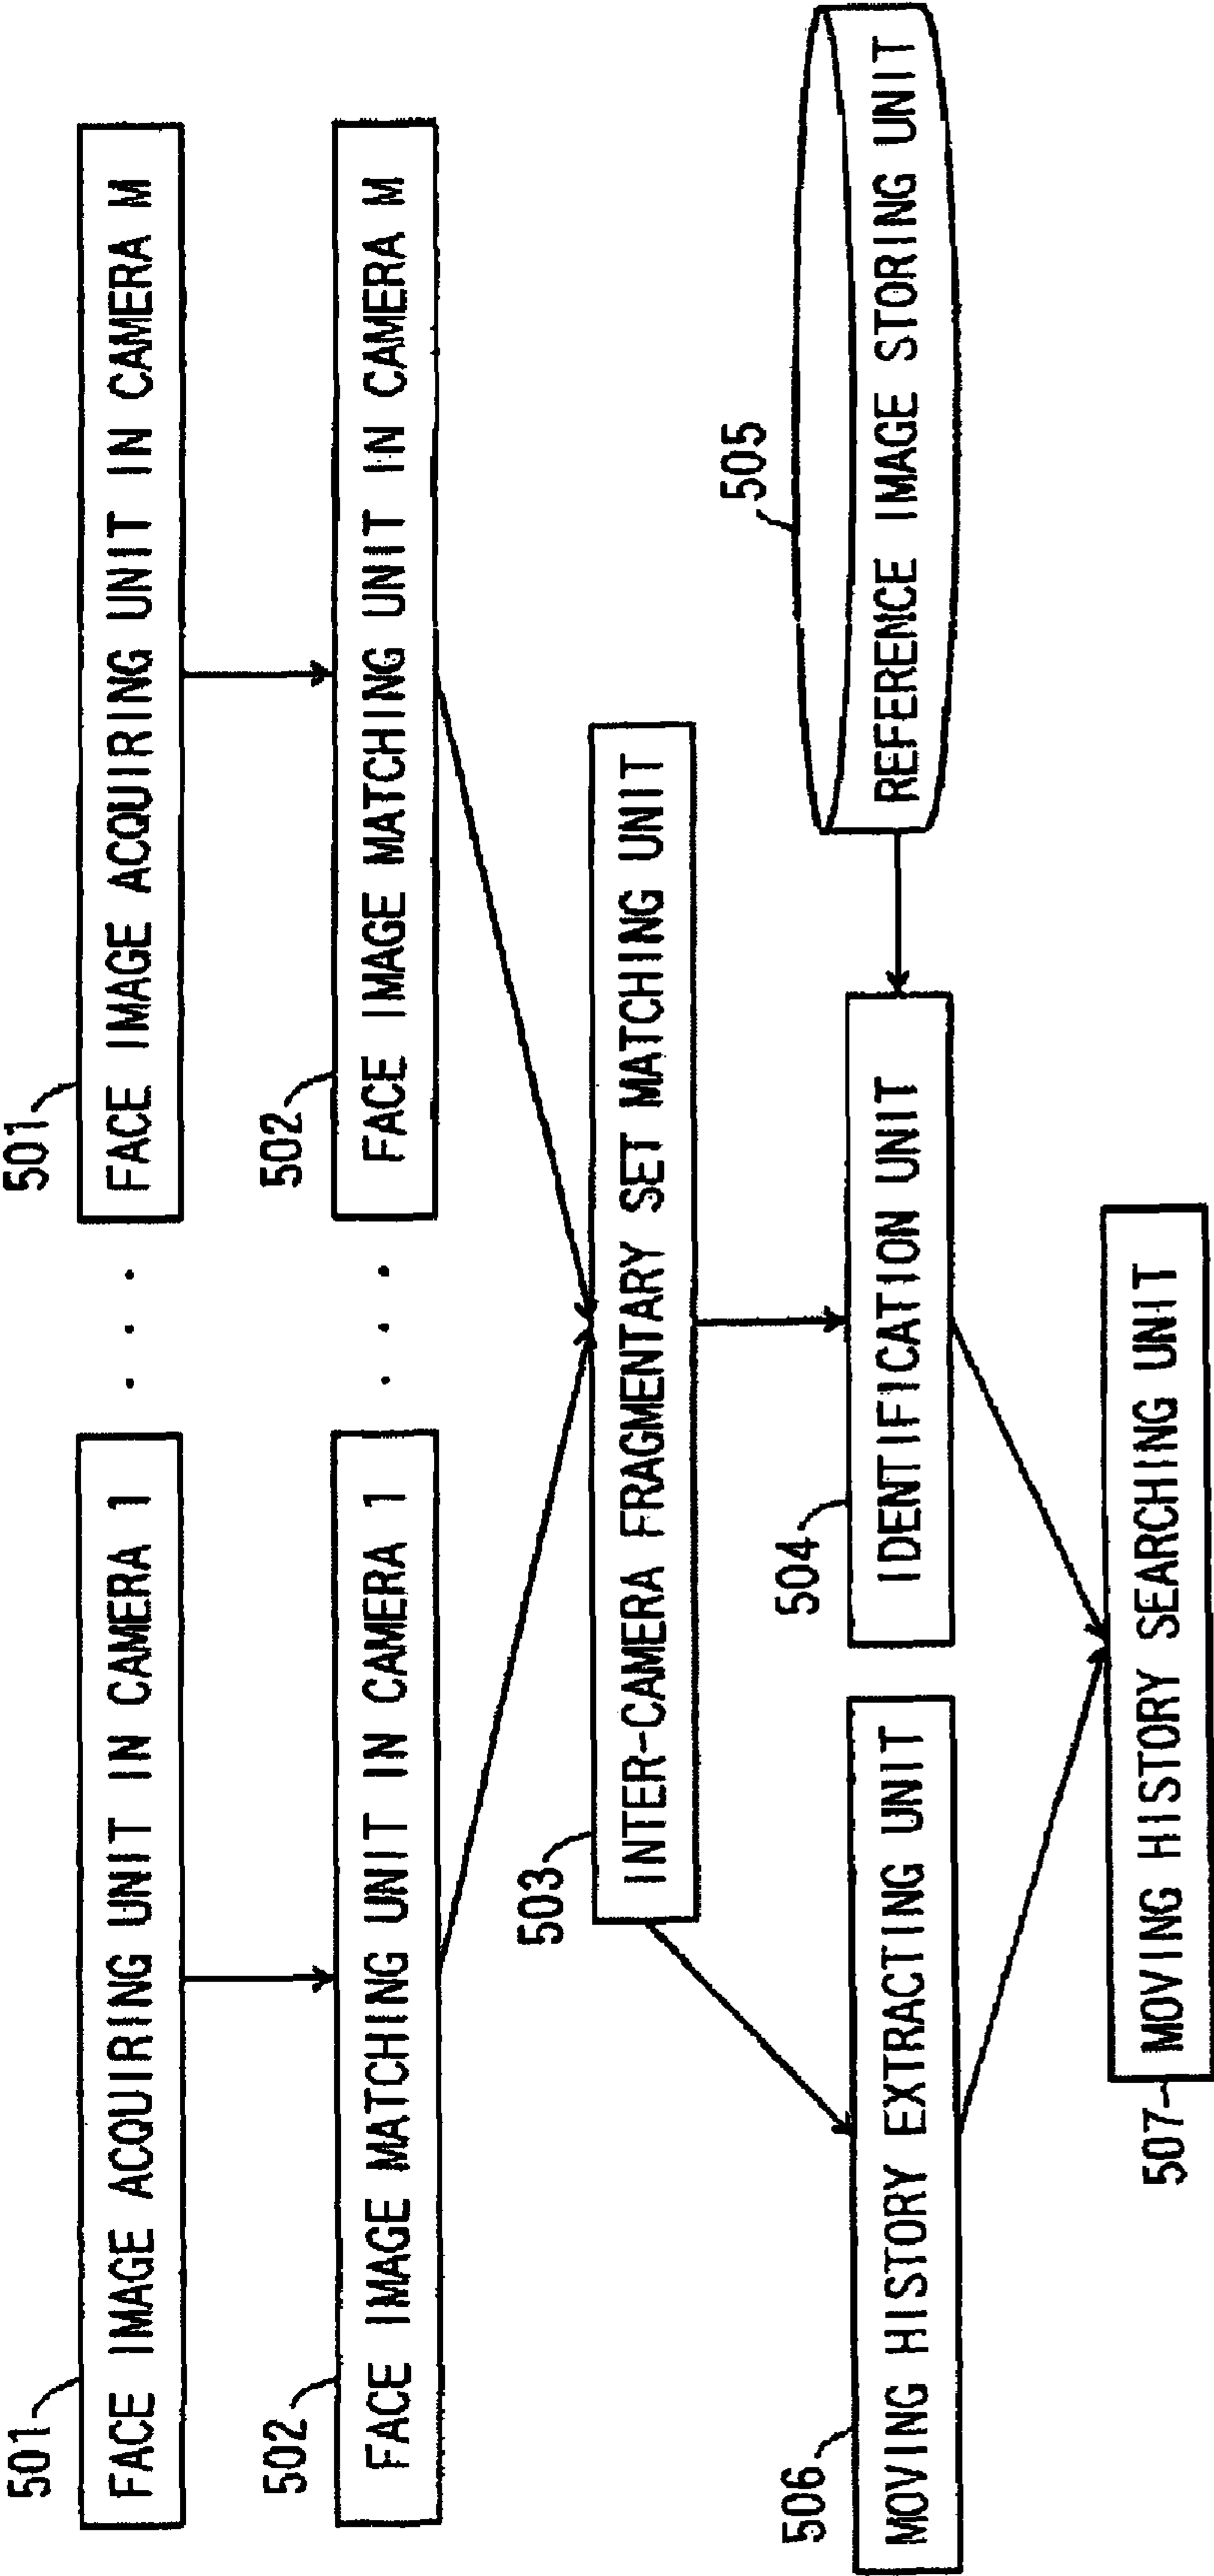 501
501
FACE IMAGE ACQUIRING UNIT IN CAMERA 1
. . .
FACE IMAGE ACQUIRING UNIT IN CAMERA M
502
502
FACE IMAGE MATCHING UNIT IN CAMERA 1
. . .
FACE IMAGE MATCHING UNIT IN CAMERA M
503
INTER-CAMERA FRAGMENTARY SET MATCHING UNIT
505
506
504
MOVING HISTORY EXTRACTING UNIT
IDENTIFICATION UNIT
REFERENCE IMAGE STORING UNIT
507
MOVING HISTORY SEARCHING UNIT